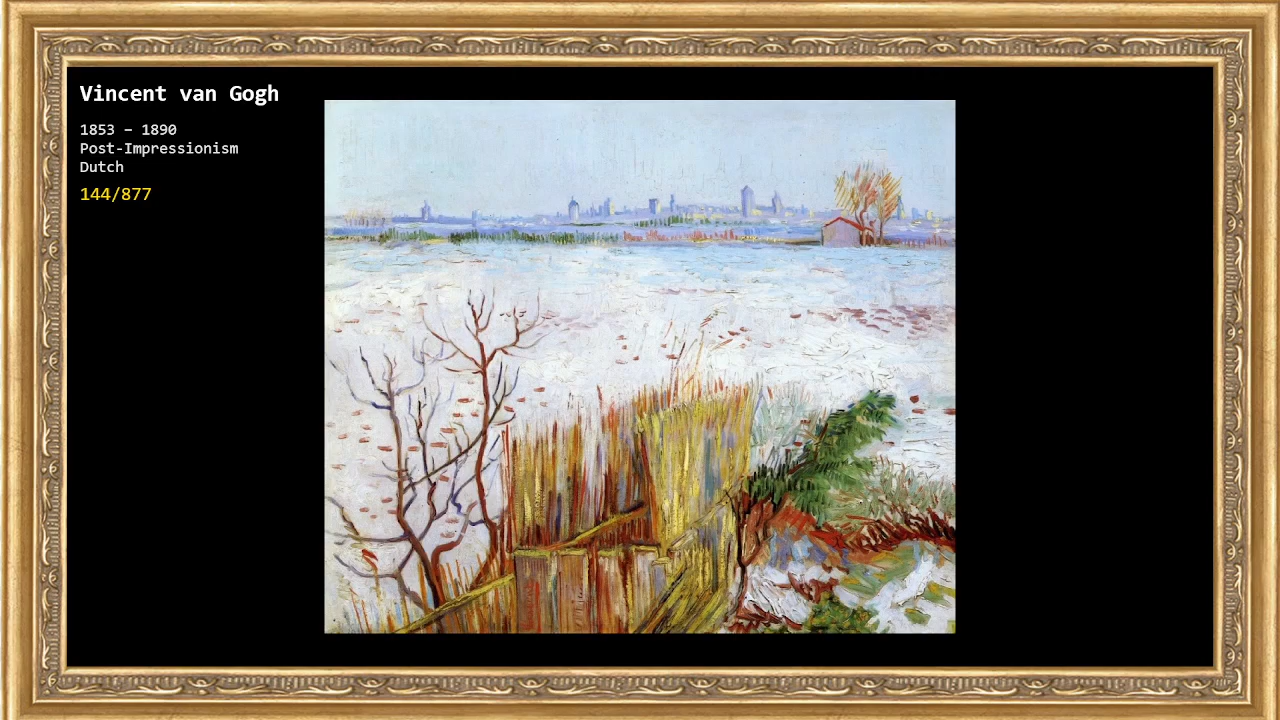 Vincent van Gogh
1853 – 1890
Post-Impressionism
Dutch
144/877